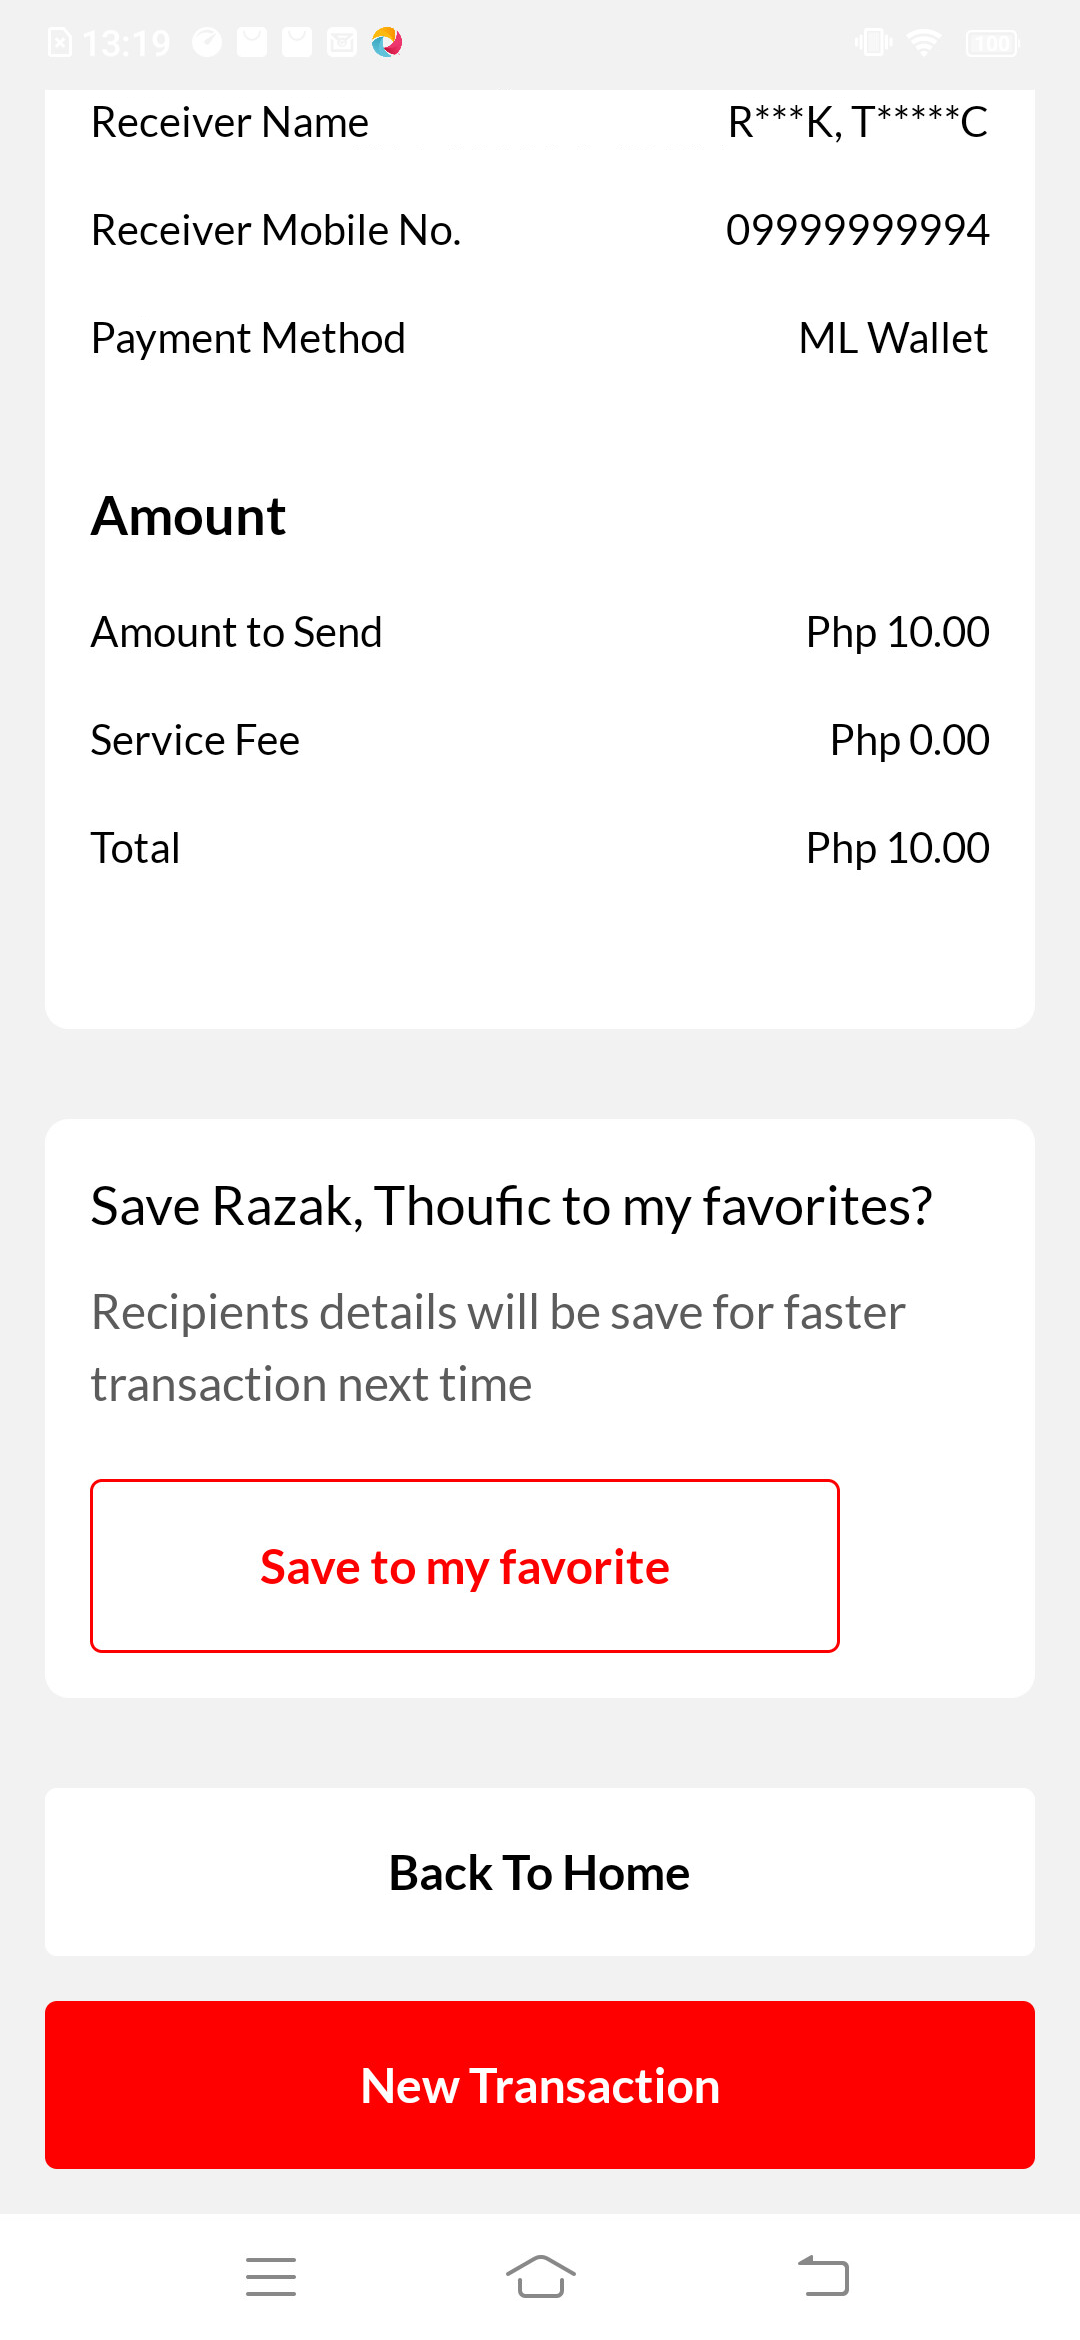 13:19
100
Receiver Name R***K, T*****C
Receiver Mobile No. 09999999994
Payment Method ML Wallet
Amount
Amount to Send Php 10.00
Service Fee Php 0.00
Total Php 10.00
Save Razak, Thoufic to my favorites?
Recipients details will be save for faster
transaction next time
Save to my favorite
Back To Home
New Transaction